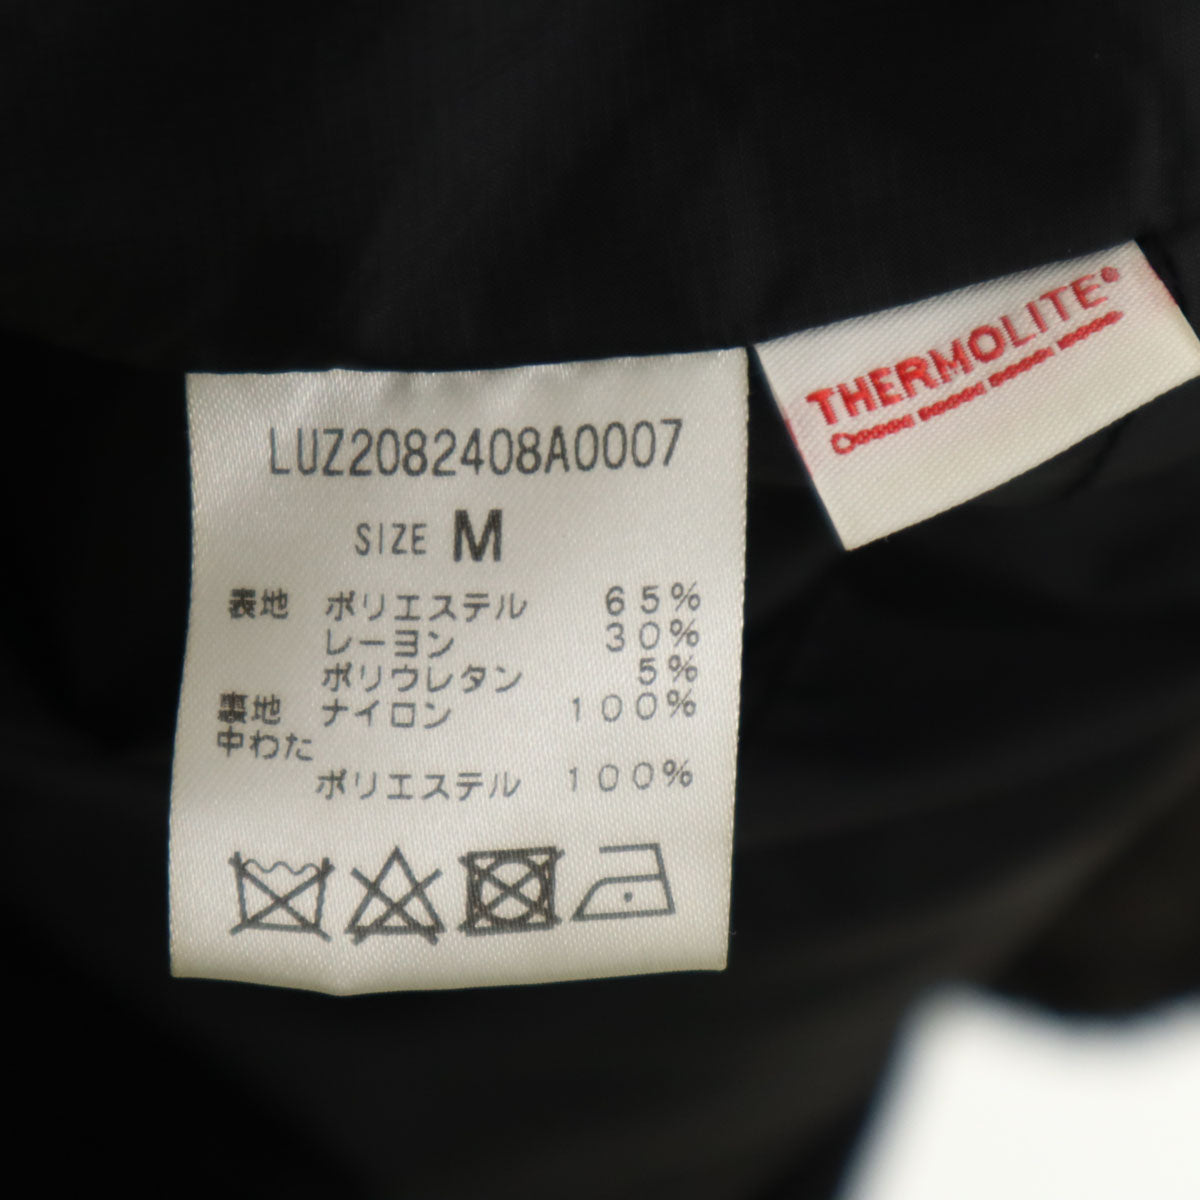 LUZ2082408A0007
SIZE M
表地 ポリエステル 65%
レーヨン 30%
ポリウレタン 5%
裏地 ナイロン 100%
中わた
ポリエステル 100%
THERMOLITE®